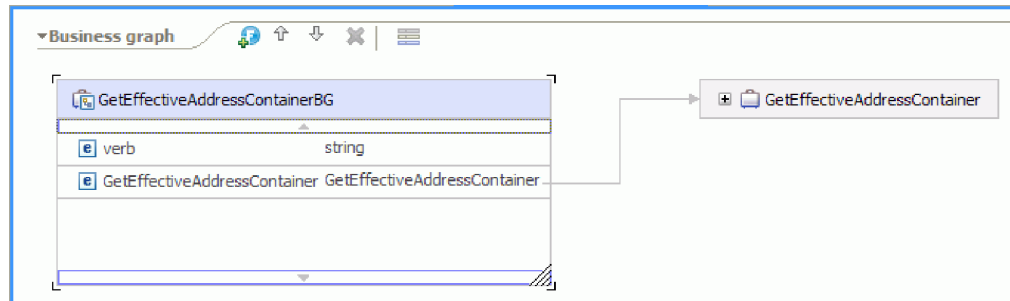 Business graph
GetEffectiveAddressContainerBG
GetEffectiveAddressContainer
verb string
GetEffectiveAddressContainer GetEffectiveAddressContainer